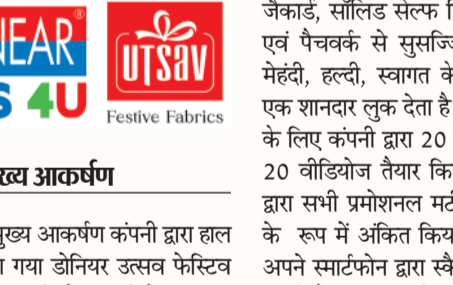 NEAR®
S 4U
UTSAV
Festive Fabrics
ख्य आकर्षण
मुख्य आकर्षण कंपनी द्वारा हाल
गया डोनियर उत्सव फेस्टिव
जैकार्ड, सॉलिड सेल्फ
एवं पैचवर्क से सुसज्जि
मेहंदी, हल्दी, स्वागत के
एक शानदार लुक देता है
के लिए कंपनी द्वारा 20
20 वीडियोज तैयार कि
द्वारा सभी प्रमोशनल मटी
के रूप में अंकित किय
अपने स्मार्टफोन द्वारा स्कै